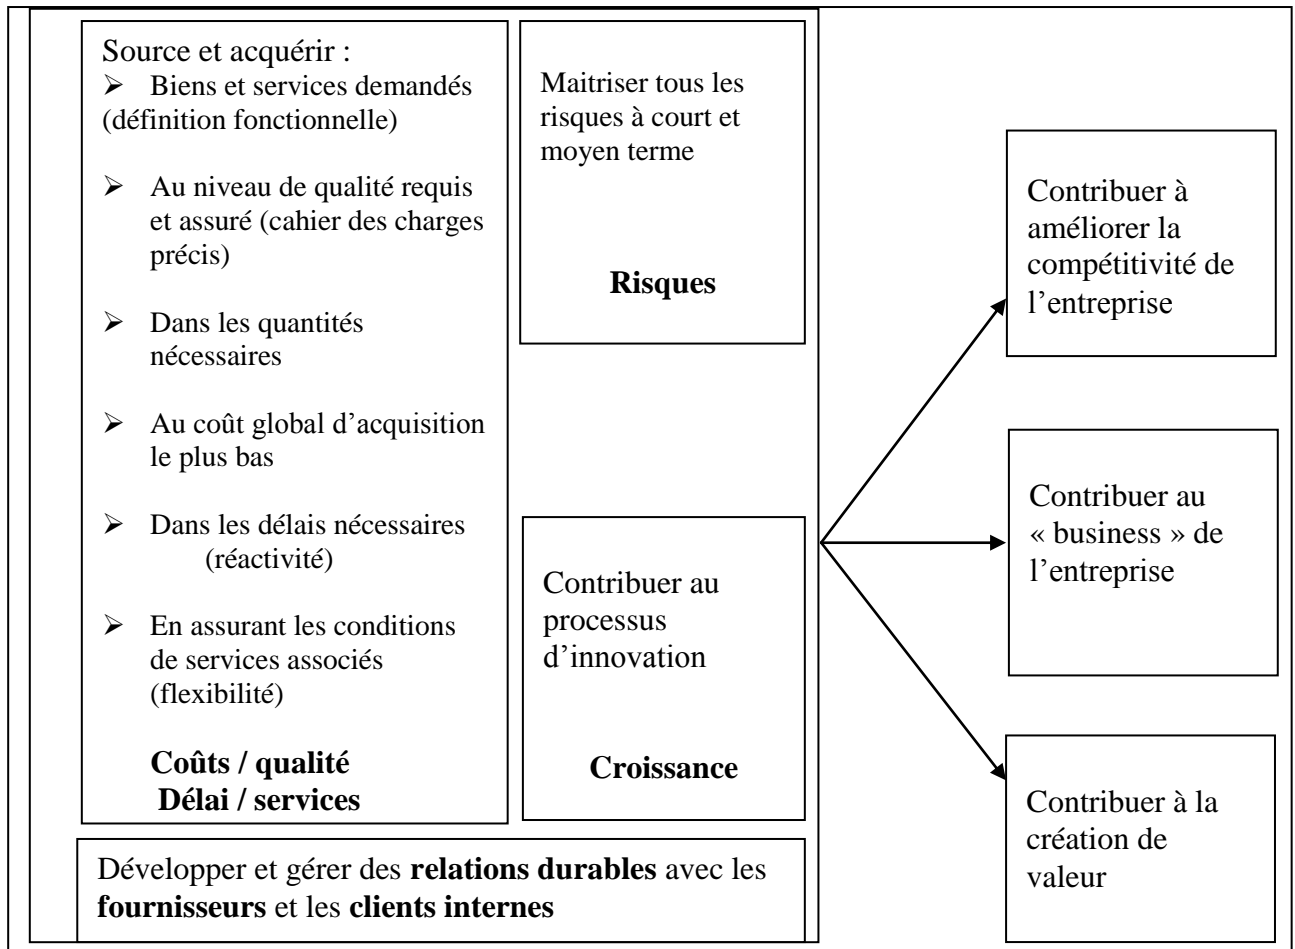 Source et acquérir :
➢ Biens et services demandés
(définition fonctionnelle)
➢ Au niveau de qualité requis
et assuré (cahier des charges
précis)
➢ Dans les quantités
nécessaires
➢ Au coût global d’acquisition
le plus bas
➢ Dans les délais nécessaires
(réactivité)
➢ En assurant les conditions
de services associés
(flexibilité)
Coûts / qualité
Délai / services
Maitriser tous les
risques à court et
moyen terme
Risques
Contribuer au
processus
d’innovation
Croissance
Développer et gérer des relations durables avec les
fournisseurs et les clients internes
Contribuer à
améliorer la
compétitivité de
l’entreprise
Contribuer au
« business » de
l’entreprise
Contribuer à la
création de
valeur